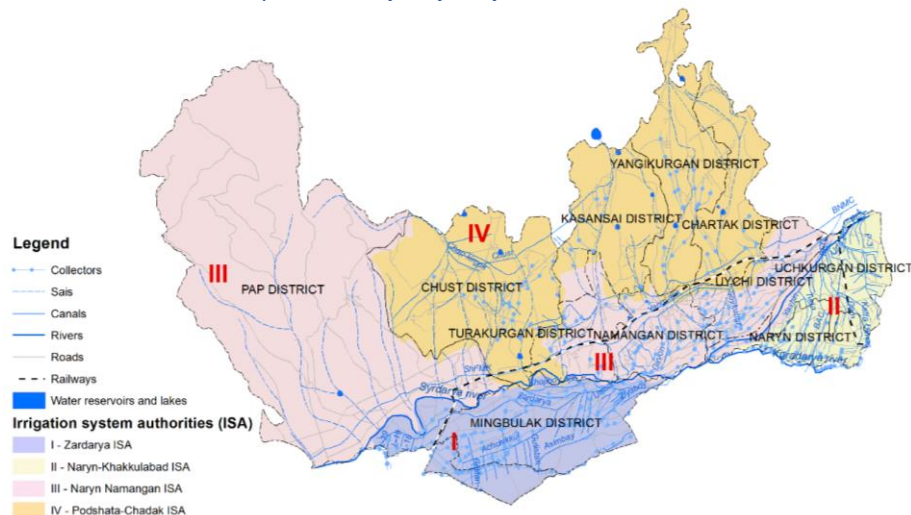 YANGIKURGAN DISTRICT
KASANSAI DISTRICT
CHARTAK DISTRICT
BNMC
IV
III
PAP DISTRICT
CHUST DISTRICT
UCHKURGAN DISTRICT
UYCHI DISTRICT
II
TURAKURGAN DISTRICT
NAMANGAN DISTRICT
NARYN DISTRICT
III
Karadarya river
Syrdarya river
MINGBULAK DISTRICT
I
Legend
Collectors
Sais
Canals
Rivers
Roads
Railways
Water reservoirs and lakes
Irrigation system authorities (ISA)
I - Zardarya ISA
II - Naryn-Khakkulabad ISA
III - Naryn Namangan ISA
IV - Podshata-Chadak ISA